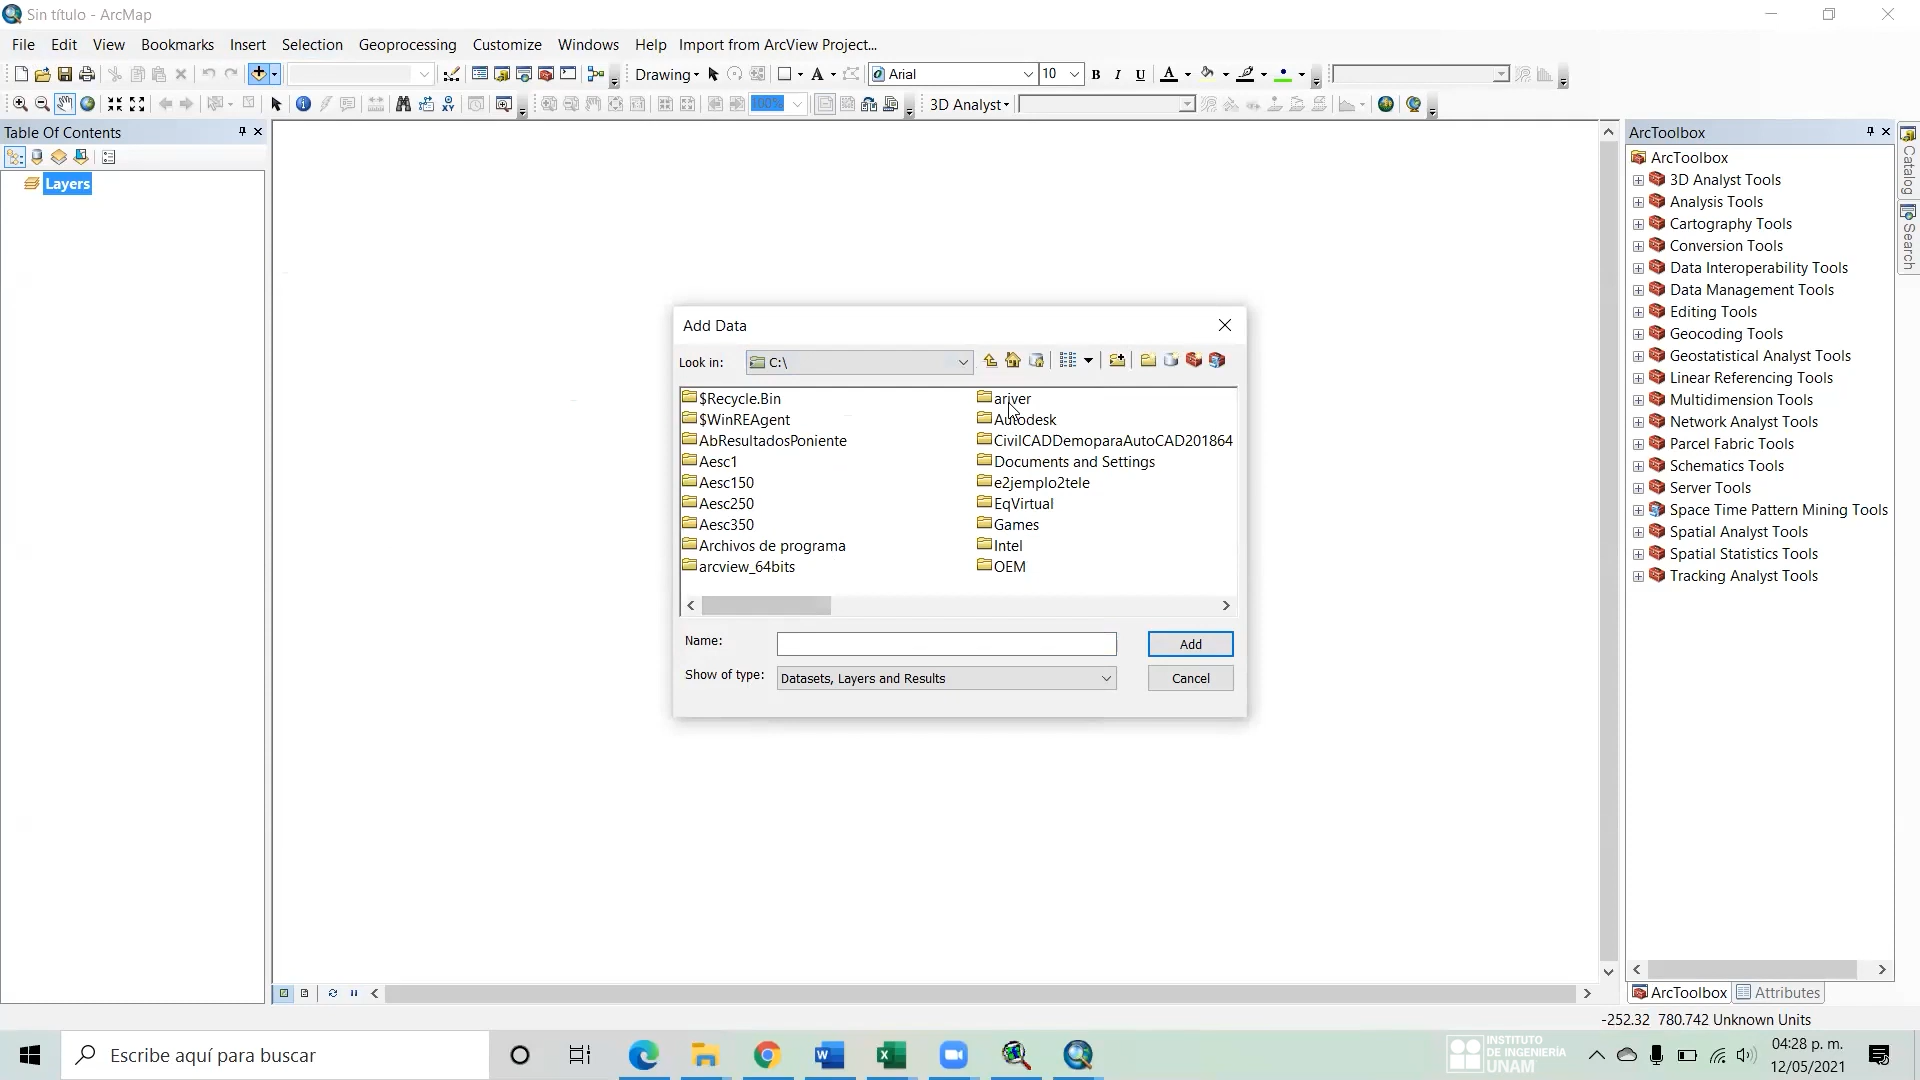 Sin título - ArcMap
File Edit View Bookmarks Insert Selection Geoprocessing Customize Windows Help Import from ArcView Project...
Drawing Arial 10 B I U A
100% 3D Analyst
Table Of Contents
Layers
Add Data
Look in: C:\
$Recycle.Bin
$WinREAgent
AbResultadosPoniente
Aesc1
Aesc150
Aesc250
Aesc350
Archivos de programa
arcview_64bits
Autodesk
CivilCADDemoparaAutoCAD201864
Documents and Settings
e2jemplo2tele
EqVirtual
Games
Intel
OEM
Name:
Add
Show of type: Datasets, Layers and Results
Cancel
ArcToolbox
ArcToolbox
3D Analyst Tools
Analysis Tools
Cartography Tools
Conversion Tools
Data Interoperability Tools
Data Management Tools
Editing Tools
Geocoding Tools
Geostatistical Analyst Tools
Linear Referencing Tools
Multidimension Tools
Network Analyst Tools
Parcel Fabric Tools
Schematics Tools
Server Tools
Space Time Pattern Mining Tools
Spatial Analyst Tools
Spatial Statistics Tools
Tracking Analyst Tools
ArcToolbox Attributes
Catalog
Search
-252.32 780.742 Unknown Units
Escribe aquí para buscar
INSTITUTO
DE INGENIERÍA
UNAM
04:28 p. m.
12/05/2021